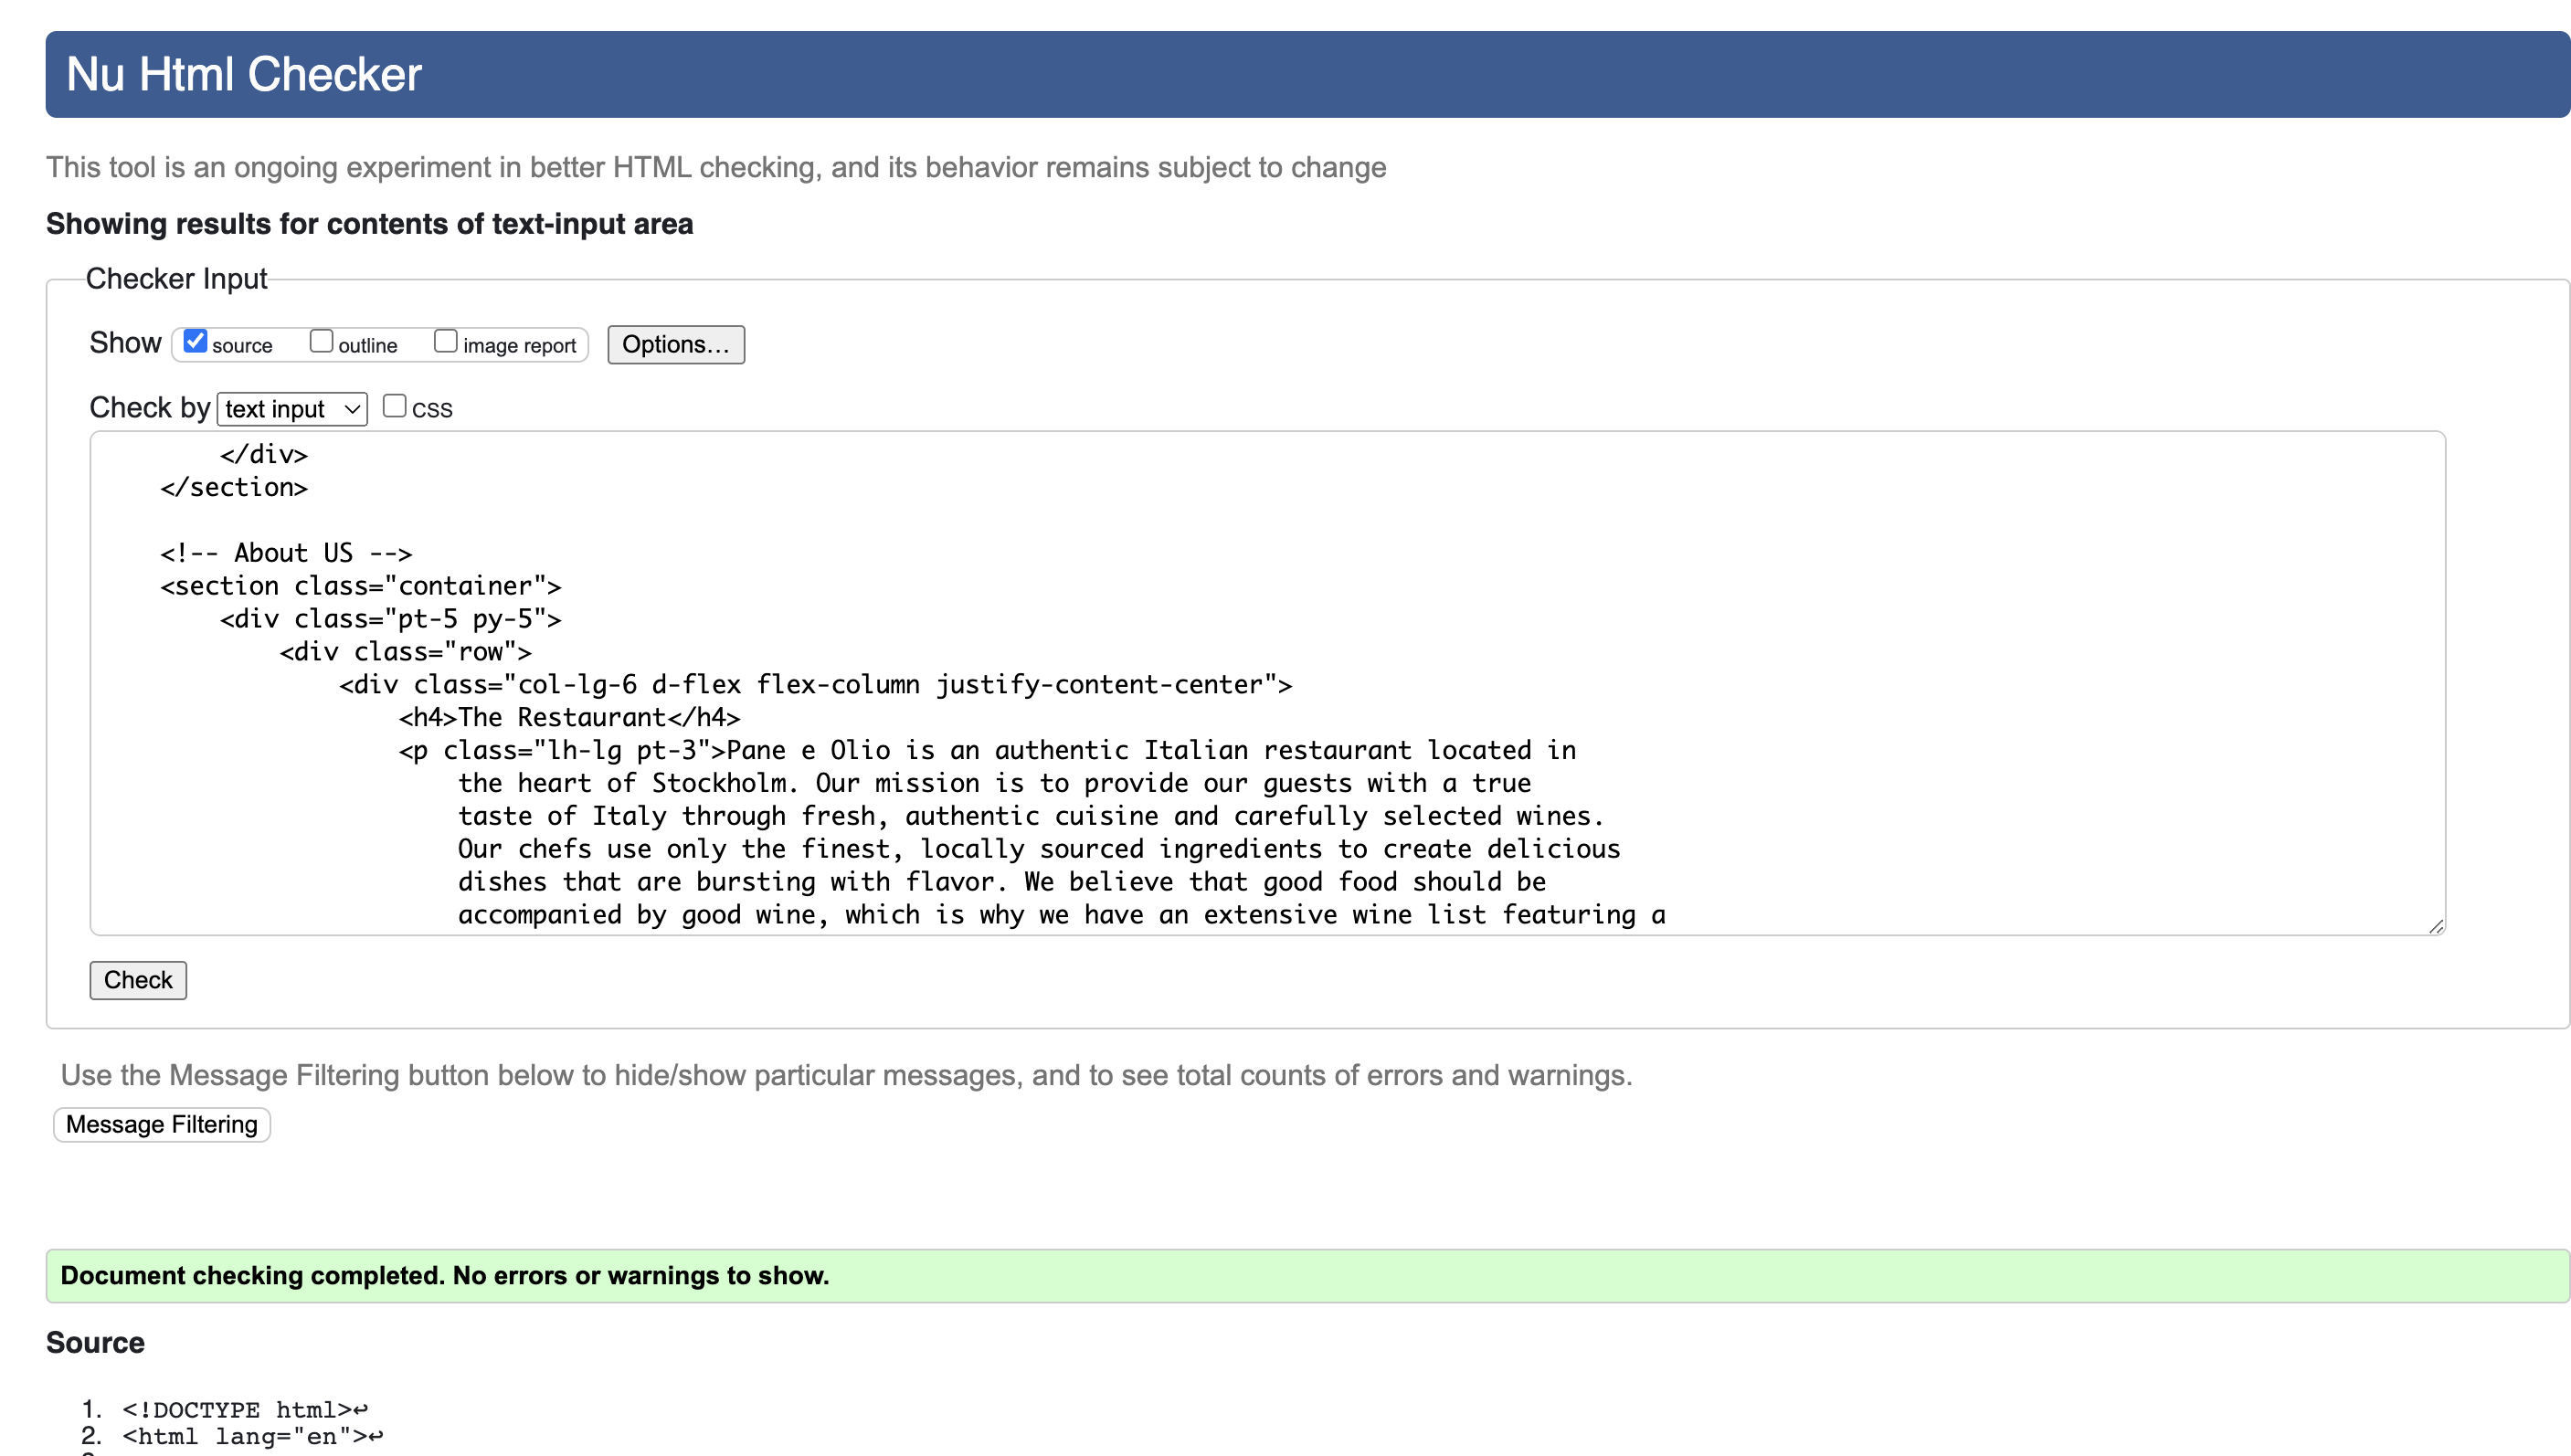 Nu Html Checker
This tool is an ongoing experiment in better HTML checking, and its behavior remains subject to change
Showing results for contents of text-input area
Checker Input
Show source outline image report Options...
Check by text input CSS
</div>
</section>
<!-- About US -->
<section class="container">
<div class="pt-5 py-5">
<div class="row">
<div class="col-lg-6 d-flex flex-column justify-content-center">
<h4>The Restaurant</h4>
<p class="lh-lg pt-3">Pane e Olio is an authentic Italian restaurant located in
the heart of Stockholm. Our mission is to provide our guests with a true
taste of Italy through fresh, authentic cuisine and carefully selected wines.
Our chefs use only the finest, locally sourced ingredients to create delicious
dishes that are bursting with flavor. We believe that good food should be
accompanied by good wine, which is why we have an extensive wine list featuring a
Check
Use the Message Filtering button below to hide/show particular messages, and to see total counts of errors and warnings.
Message Filtering
Document checking completed. No errors or warnings to show.
Source
1. <!DOCTYPE html>↩
2. <html lang="en">↩